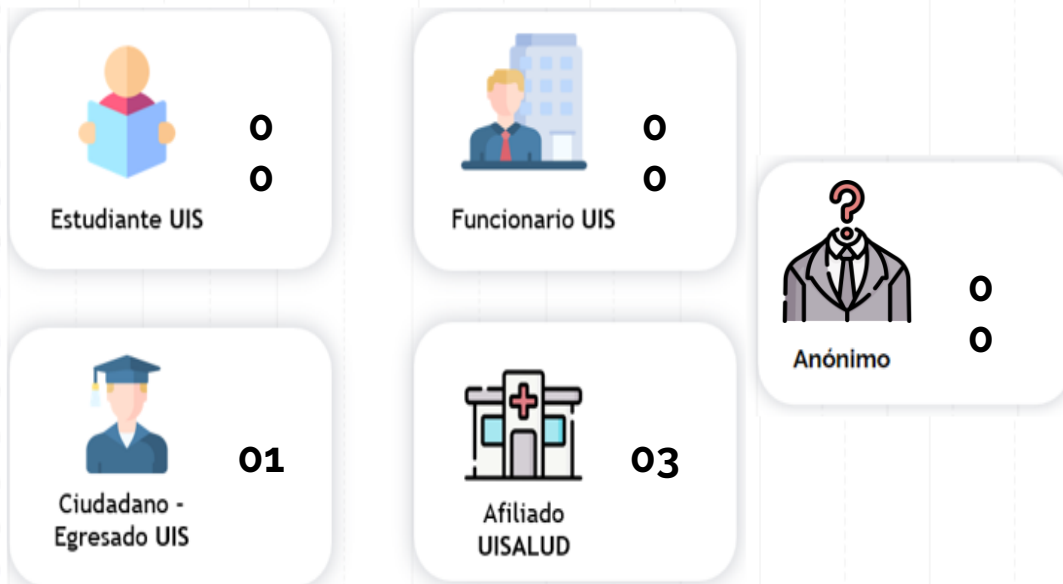 0
0
Estudiante UIS
0
0
Funcionario UIS
?
0
0
Anónimo
01
Ciudadano -
Egresado UIS
03
Afiliado
UISALUD